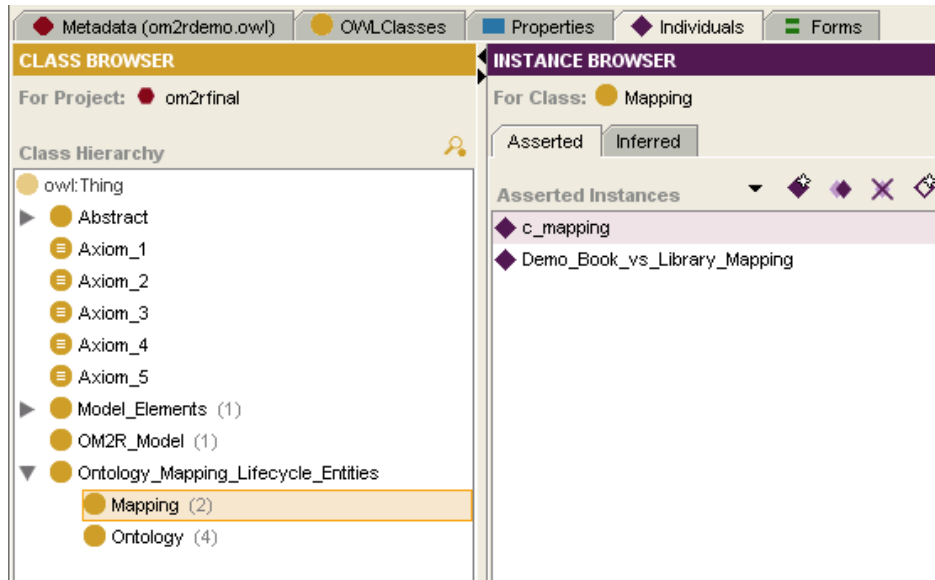 Metadata (om2rdemo.owl) OWLClasses Properties Individuals Forms
CLASS BROWSER
For Project: om2rfinal
Class Hierarchy
owl:Thing
Abstract
Axiom_1
Axiom_2
Axiom_3
Axiom_4
Axiom_5
Model_Elements (1)
OM2R_Model (1)
Ontology_Mapping_Lifecycle_Entities
Mapping (2)
Ontology (4)
INSTANCE BROWSER
For Class: Mapping
Asserted Inferred
Asserted Instances
c_mapping
Demo_Book_vs_Library_Mapping